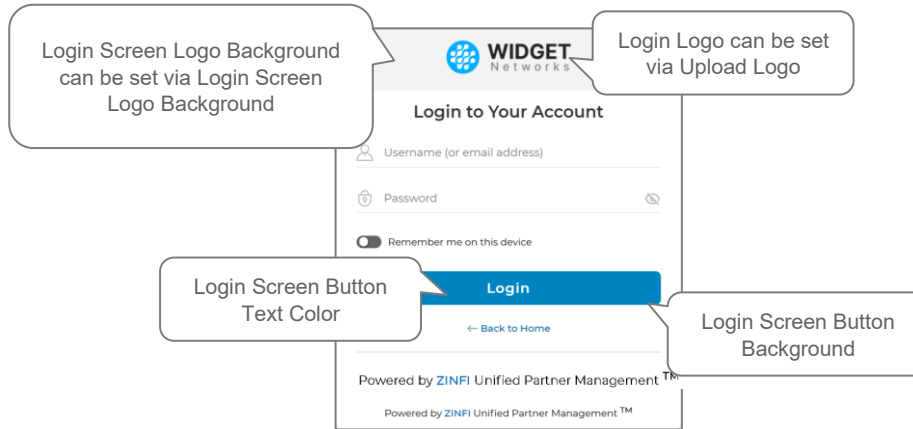 Login Screen Logo Background
can be set via Login Screen
Logo Background
WIDGET
Networks
Login Logo can be set
via Upload Logo
Login to Your Account
Username (or email address)
Password
Remember me on this device
Login Screen Button
Text Color
Login
← Back to Home
Login Screen Button
Background
Powered by ZINFI Unified Partner Management TM
Powered by ZINFI Unified Partner Management TM